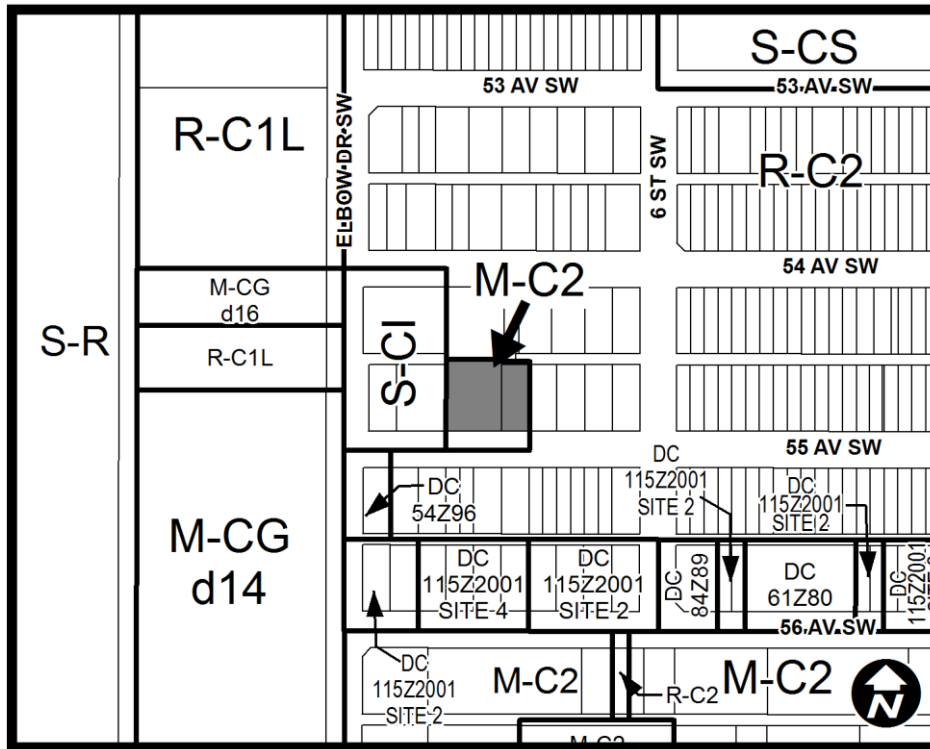 S-CS
53 AV SW
53 AV SW
R-C1L
ELBOW DR SW
6 ST SW
R-C2
54 AV SW
M-CG
d16
M-C2
S-R
R-C1L
S-CI
55 AV SW
DC
54Z96
DC
115Z2001
SITE 2
DC
115Z2001
SITE 2
M-CG
d14
DC
115Z2001
SITE 4
DC
115Z2001
SITE 2
DC
84Z89
DC
61Z80
DC
115Z2001
56 AV SW
DC
115Z2001
SITE 2
M-C2
R-C2
M-C2
N
M-C2